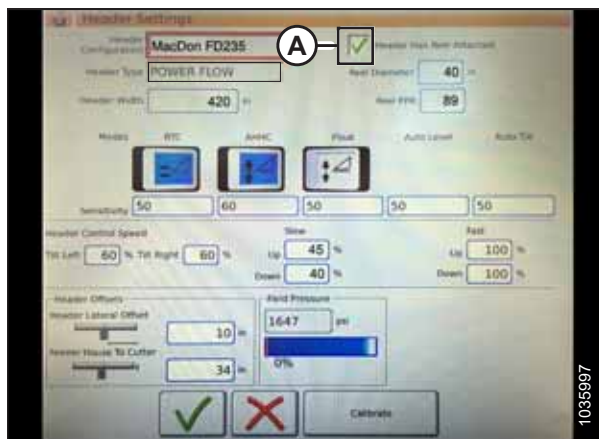 Header Settings
Header Configuration MacDon FD235 A Header Has Reel Attached
Header Type POWER FLOW Reel Diameter 40 in
Header Width 420 in Reel PPR 89
Modes RTC AHHC Float Auto Level Auto Tilt
Sensitivity 50 60 50 50 50
Header Control Speed Slow Fast
Tilt Left 60 % Tilt Right 60 % Up 45 % Up 100 %
Down 40 % Down 100 %
Header Offsets Field Pressure
Header Lateral Offset 1647 psi
10 in
Feeder House To Cutter 0%
34 in
Calibrate
1035997